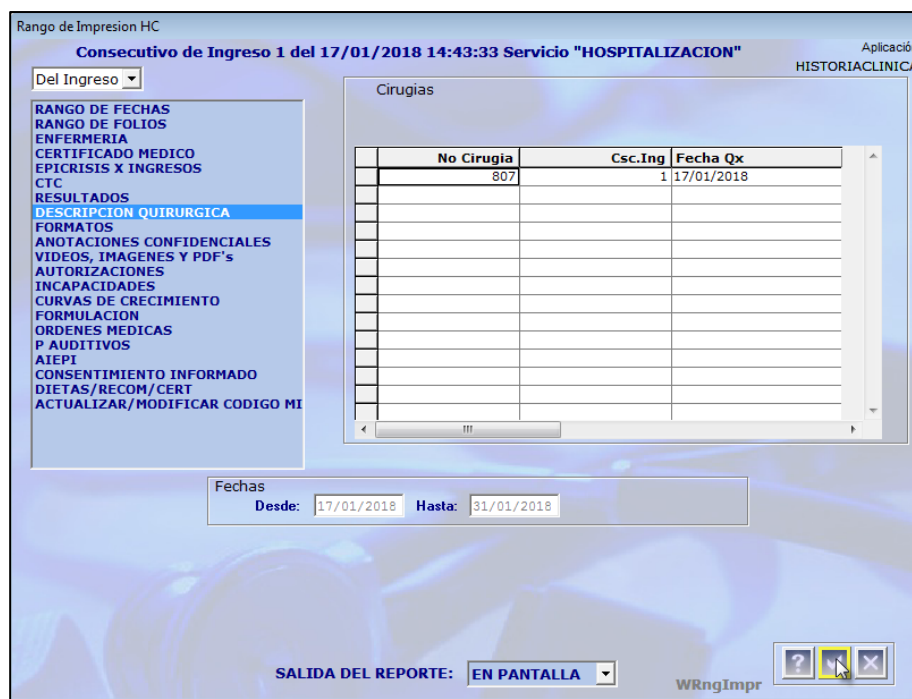 Rango de Impresion HC
Consecutivo de Ingreso 1 del 17/01/2018 14:43:33 Servicio "HOSPITALIZACION"
Aplicació
HISTORIACLINICA
Del Ingreso
RANGO DE FECHAS
RANGO DE FOLIOS
ENFERMERIA
CERTIFICADO MEDICO
EPICRISIS X INGRESOS
CTC
RESULTADOS
DESCRIPCION QUIRURGICA
FORMATOS
ANOTACIONES CONFIDENCIALES
VIDEOS, IMAGENES Y PDF's
AUTORIZACIONES
INCAPACIDADES
CURVAS DE CRECIMIENTO
FORMULACION
ORDENES MEDICAS
P AUDITIVOS
AIEPI
CONSENTIMIENTO INFORMADO
DIETAS/RECOM/CERT
ACTUALIZAR/MODIFICAR CODIGO MI
Cirugias
No Cirugia Csc.Ing Fecha Qx
807 1 17/01/2018
Fechas
Desde: 17/01/2018 Hasta: 31/01/2018
SALIDA DEL REPORTE: EN PANTALLA
WRngImpr
?